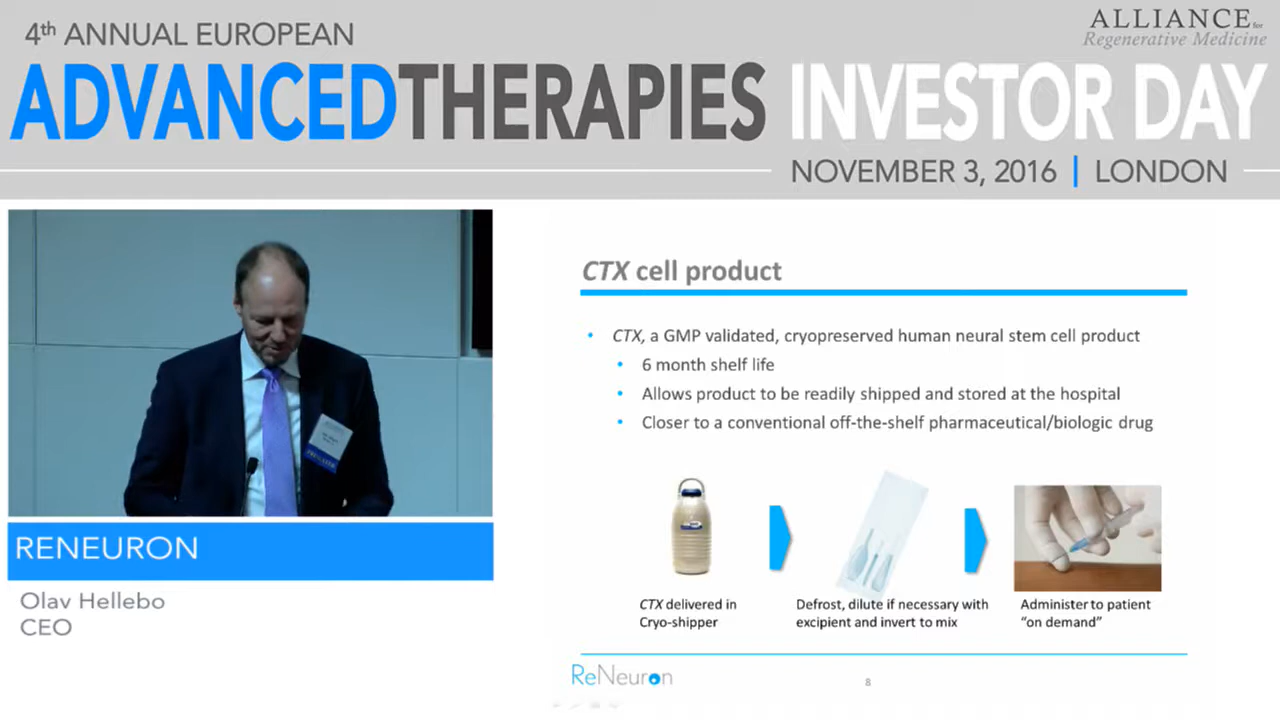 4th ANNUAL EUROPEAN
ALLIANCE for
Regenerative Medicine
ADVANCEDTHERAPIES INVESTOR DAY
NOVEMBER 3, 2016 | LONDON
CTX cell product
• CTX, a GMP validated, cryopreserved human neural stem cell product
• 6 month shelf life
• Allows product to be readily shipped and stored at the hospital
• Closer to a conventional off-the-shelf pharmaceutical/biologic drug
RENEURON
Olav Hellebo
CEO
CTX delivered in
Cryo-shipper
Defrost, dilute if necessary with
excipient and invert to mix
Administer to patient
“on demand”
ReNeuron
8